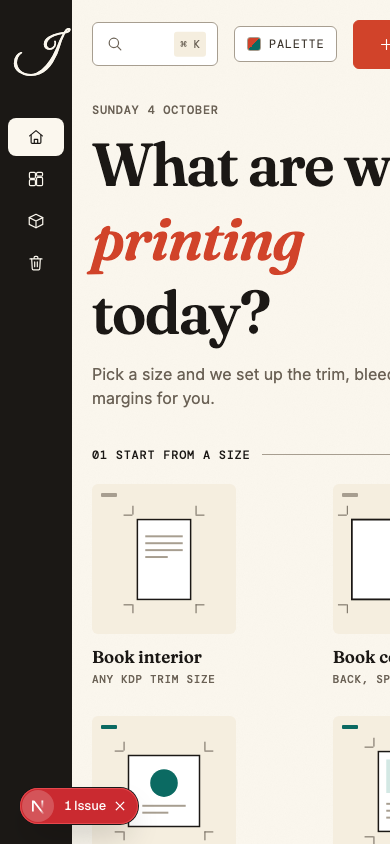 J
⌘ K
PALETTE
+
SUNDAY 4 OCTOBER
What are w
printing
today?
Pick a size and we set up the trim, bleed
margins for you.
01 START FROM A SIZE
Book interior
Book c
ANY KDP TRIM SIZE
BACK, SP
N
1 Issue